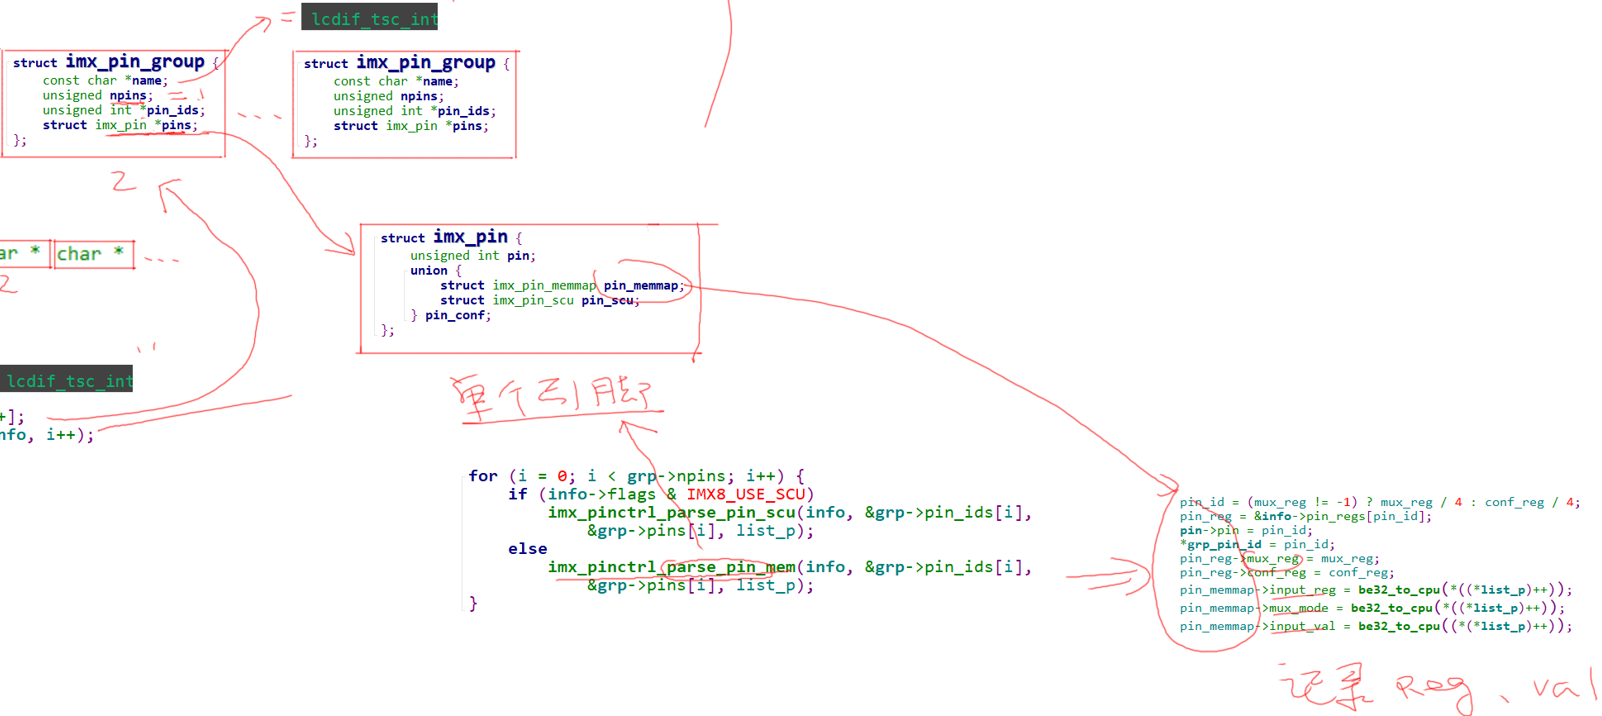 = lcdif_tsc_int
struct imx_pin_group {
const char *name;
unsigned npins; = 1
unsigned int *pin_ids;
struct imx_pin *pins;
};
...
struct imx_pin_group {
const char *name;
unsigned npins;
unsigned int *pin_ids;
struct imx_pin *pins;
};
2
ar * char * ...
2
struct imx_pin {
unsigned int pin;
union {
struct imx_pin_memmap pin_memmap;
struct imx_pin_scu pin_scu;
} pin_conf;
};
lcdif_tsc_int
+];
nfo, i++);
单个引脚
for (i = 0; i < grp->npins; i++) {
if (info->flags & IMX8_USE_SCU)
imx_pinctrl_parse_pin_scu(info, &grp->pin_ids[i],
&grp->pins[i], list_p);
else
imx_pinctrl_parse_pin_mem(info, &grp->pin_ids[i],
&grp->pins[i], list_p);
}
pin_id = (mux_reg != -1) ? mux_reg / 4 : conf_reg / 4;
pin_reg = &info->pin_regs[pin_id];
pin->pin = pin_id;
*grp_pin_id = pin_id;
pin_reg->mux_reg = mux_reg;
pin_reg->conf_reg = conf_reg;
pin_memmap->input_reg = be32_to_cpu(*((*list_p)++));
pin_memmap->mux_mode = be32_to_cpu(*((*list_p)++));
pin_memmap->input_val = be32_to_cpu((*(*list_p)++));
记录 reg、val